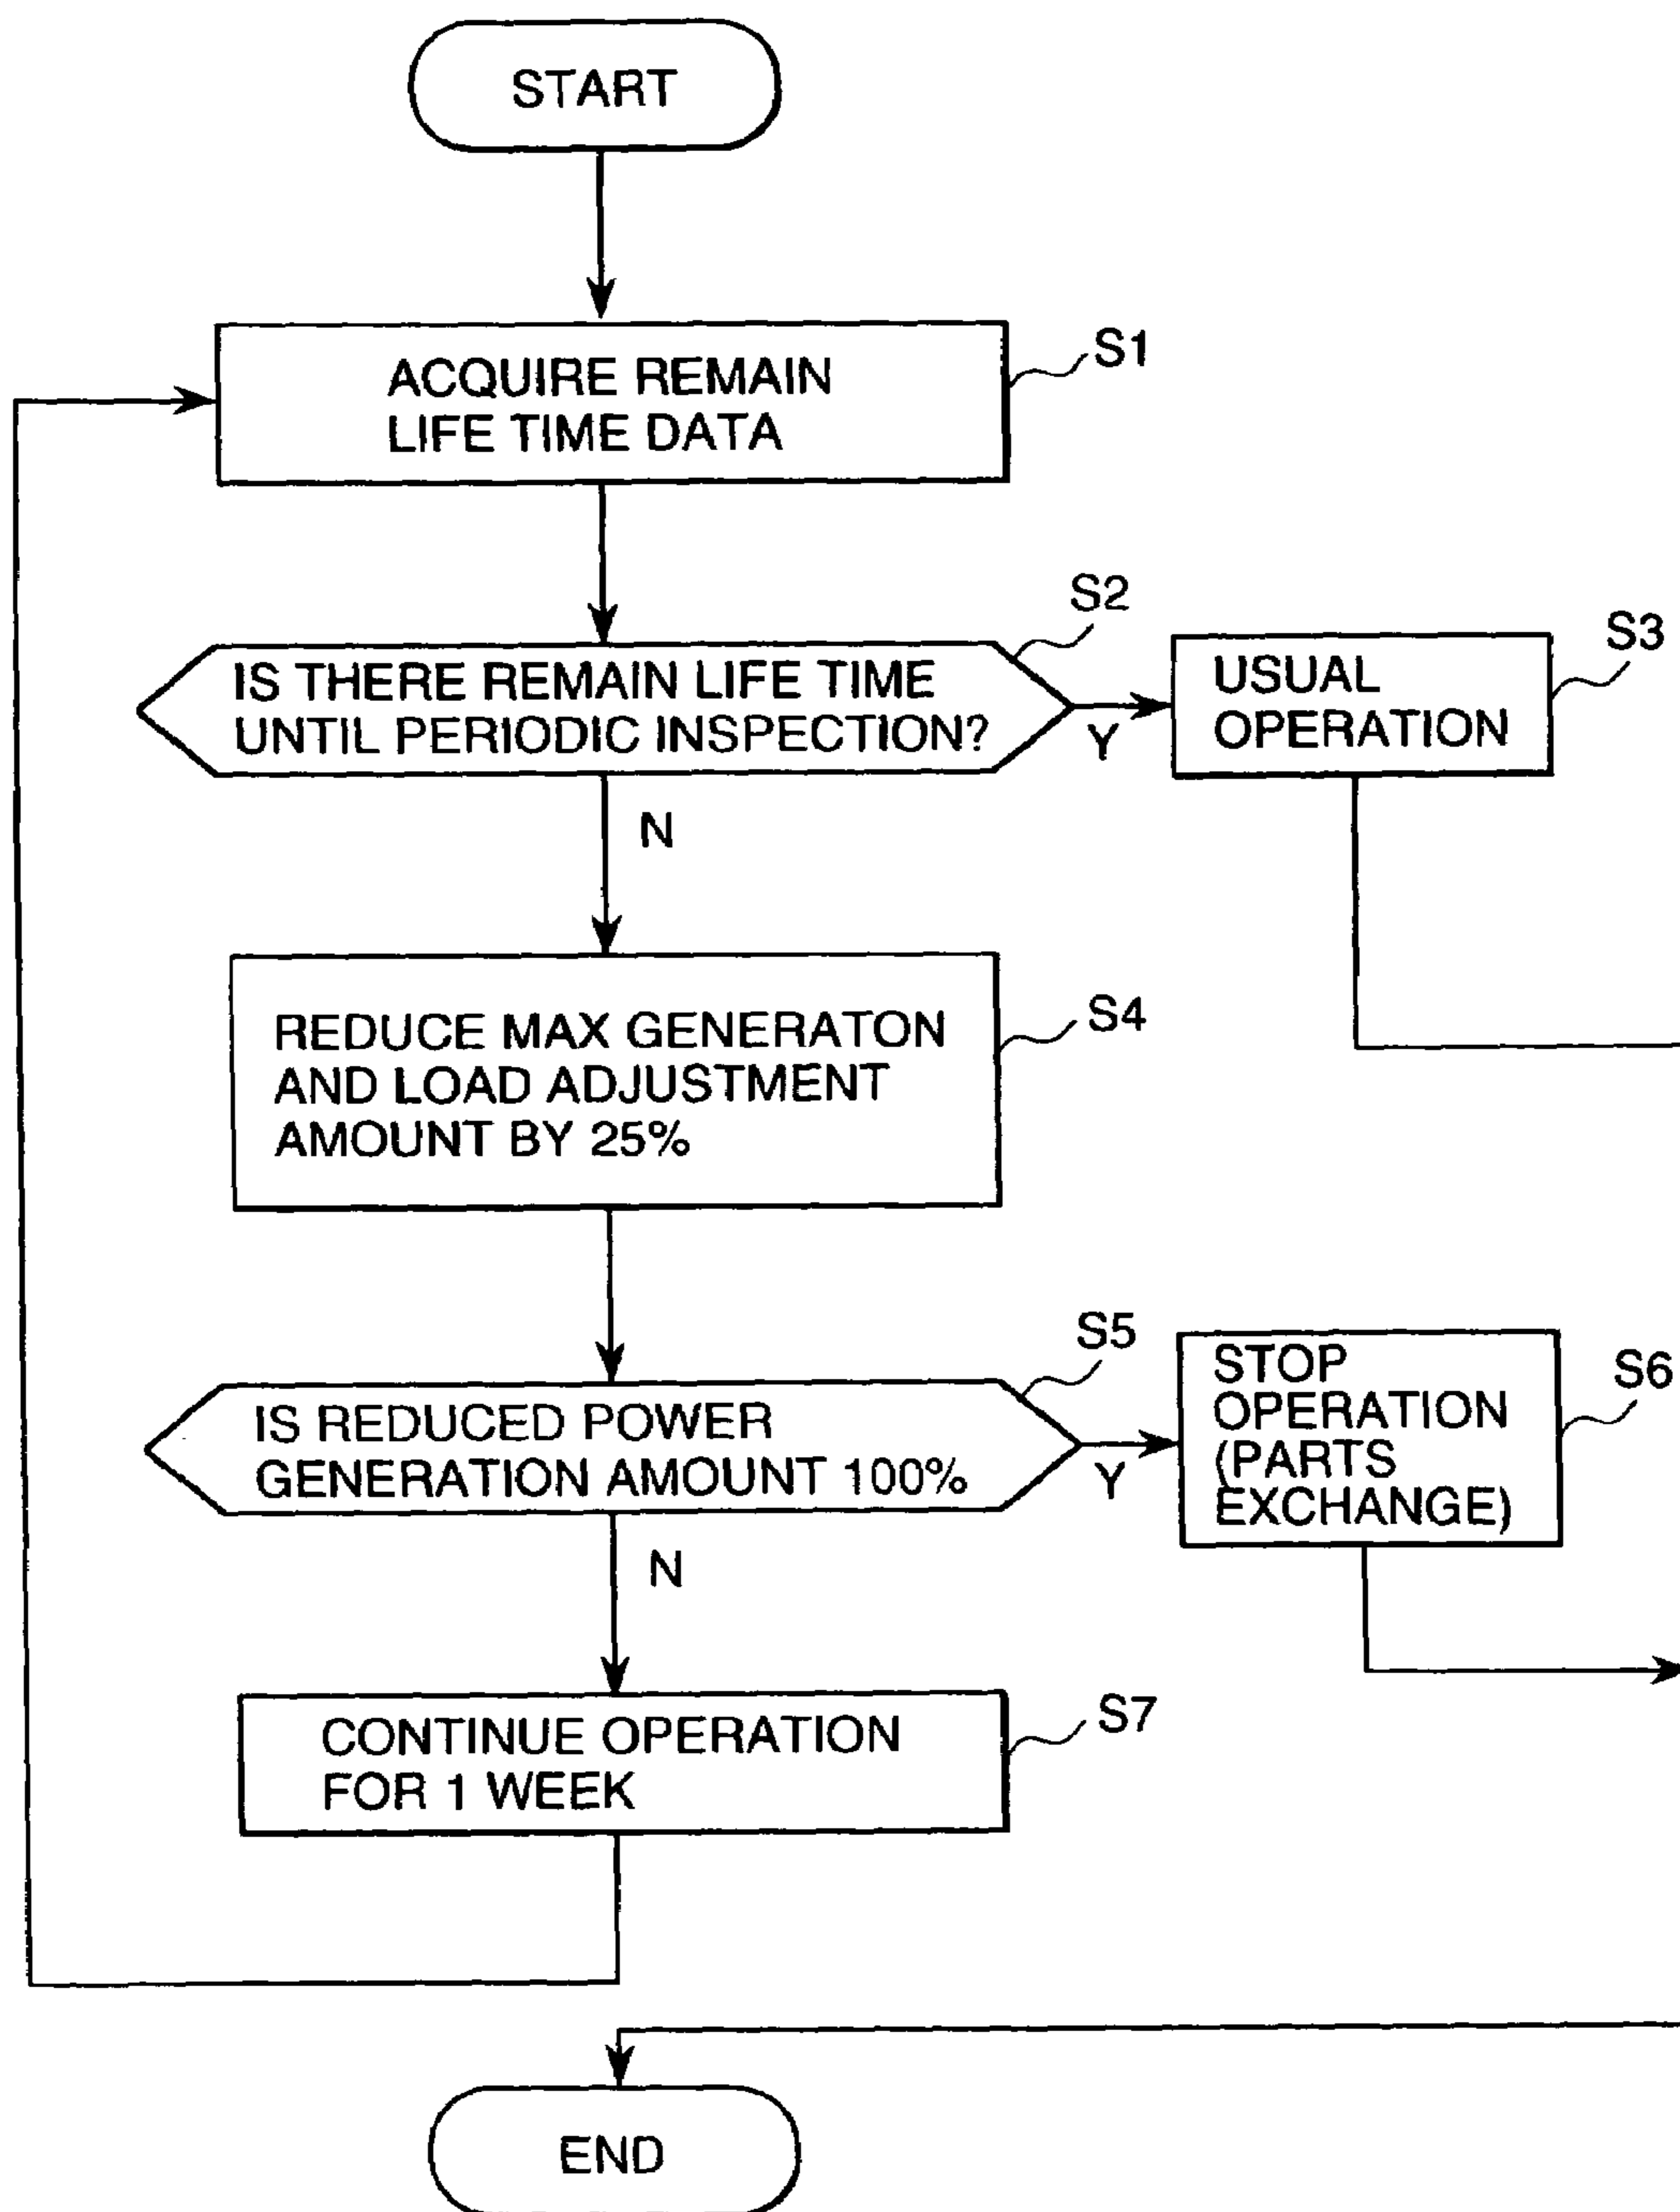 START
ACQUIRE REMAIN
LIFE TIME DATA
S1
IS THERE REMAIN LIFE TIME
UNTIL PERIODIC INSPECTION?
S2
Y
USUAL
OPERATION
S3
N
REDUCE MAX GENERATON
AND LOAD ADJUSTMENT
AMOUNT BY 25%
S4
IS REDUCED POWER
GENERATION AMOUNT 100%
S5
Y
STOP
OPERATION
(PARTS
EXCHANGE)
S6
N
CONTINUE OPERATION
FOR 1 WEEK
S7
END